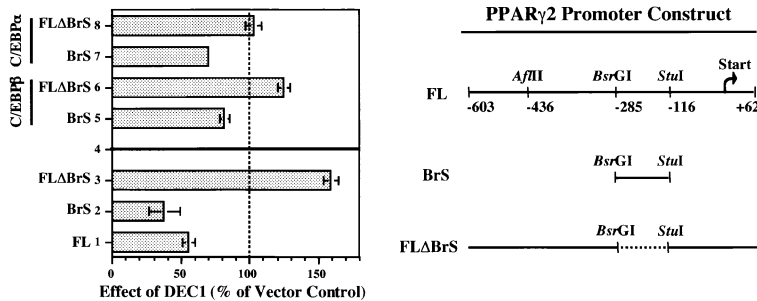 C/EBPα
C/EBPβ
FLΔBrS 8
BrS 7
FLΔBrS 6
BrS 5
4
FLΔBrS 3
BrS 2
FL 1
0 50 100 150
Effect of DEC1 (% of Vector Control)
PPARγ2 Promoter Construct
Start
AflII BsrGI StuI
FL
-603 -436 -285 -116 +62
BsrGI StuI
BrS
BsrGI StuI
FLΔBrS